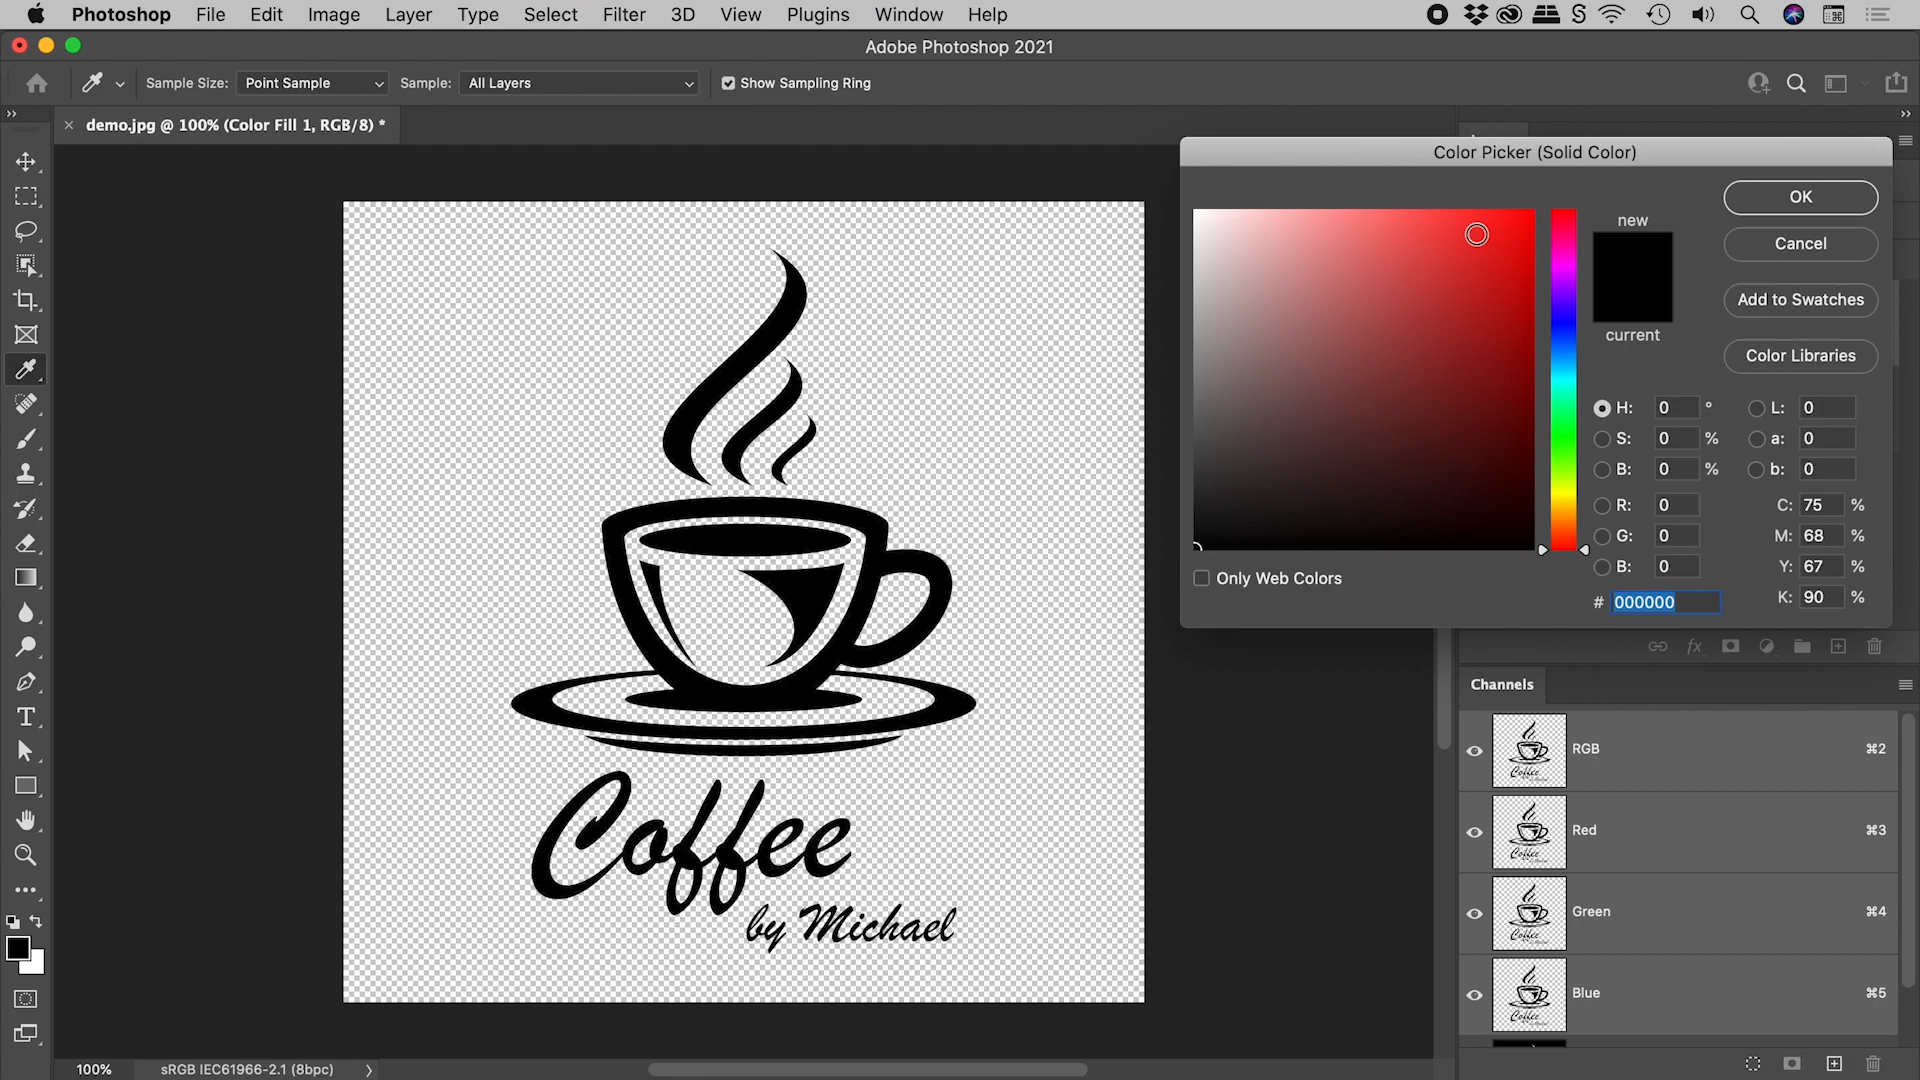 Photoshop File Edit Image Layer Type Select Filter 3D View Plugins Window Help
Adobe Photoshop 2021
Sample Size: Point Sample Sample: All Layers Show Sampling Ring
demo.jpg @ 100% (Color Fill 1, RGB/8) *
Color Picker (Solid Color)
OK
new
Cancel
Add to Swatches
current
Color Libraries
H: 0 ° L: 0
S: 0 % a: 0
B: 0 % b: 0
R: 0 C: 75 %
G: 0 M: 68 %
B: 0 Y: 67 %
Only Web Colors
# 000000 K: 90 %
fx
Channels
RGB ⌘2
Red ⌘3
Green ⌘4
Blue ⌘5
Coffee
by Michael
100% sRGB IEC61966-2.1 (8bpc)